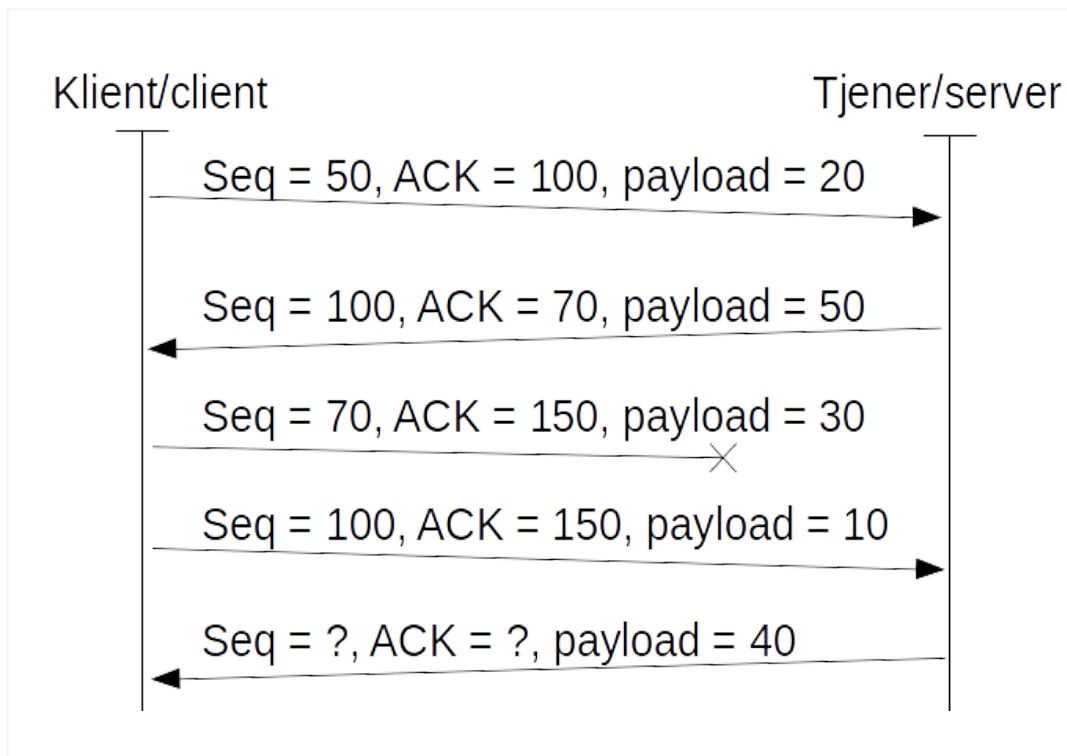 Klient/client
Tjener/server
Seq = 50, ACK = 100, payload = 20
Seq = 100, ACK = 70, payload = 50
Seq = 70, ACK = 150, payload = 30
Seq = 100, ACK = 150, payload = 10
Seq = ?, ACK = ?, payload = 40